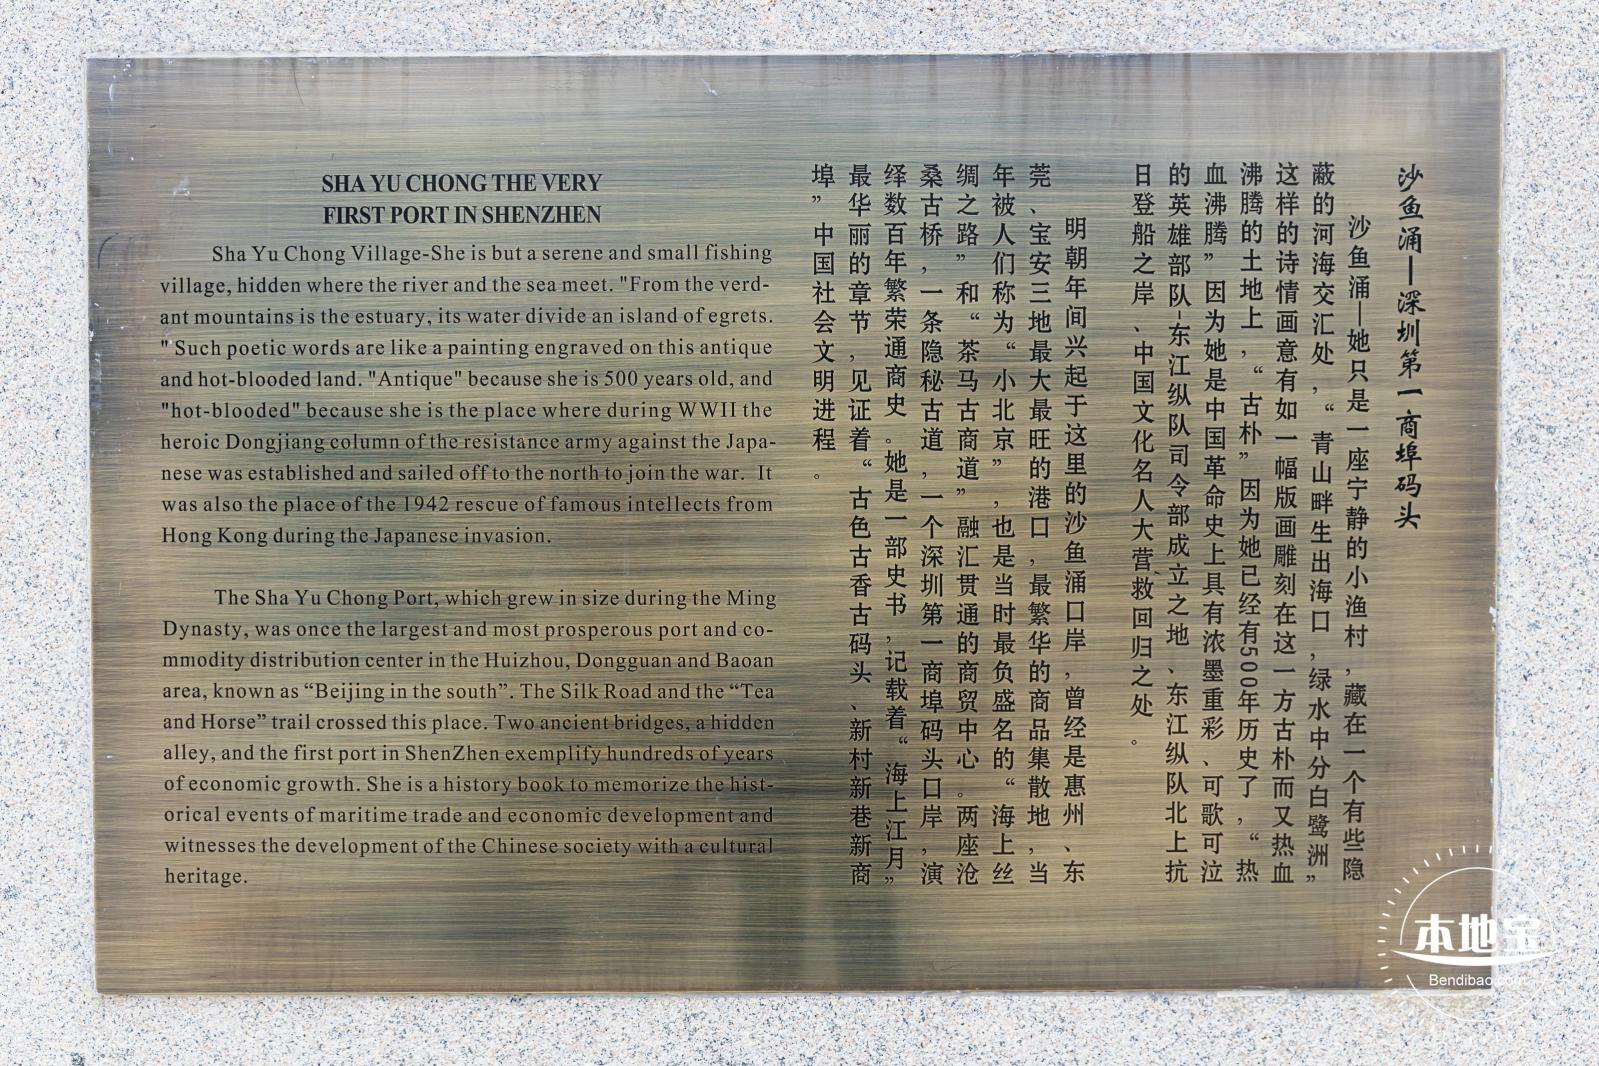 SHA YU CHONG THE VERY
FIRST PORT IN SHENZHEN
Sha Yu Chong Village-She is but a serene and small fishing
village, hidden where the river and the sea meet. "From the verd-
ant mountains is the estuary, its water divide an island of egrets.
" Such poetic words are like a painting engraved on this antique
and hot-blooded land. "Antique" because she is 500 years old, and
"hot-blooded" because she is the place where during WWII the
heroic Dongjiang column of the resistance army against the Japa-
nese was established and sailed off to the north to join the war. It
was also the place of the 1942 rescue of famous intellects from
Hong Kong during the Japanese invasion.
The Sha Yu Chong Port, which grew in size during the Ming
Dynasty, was once the largest and most prosperous port and co-
mmodity distribution center in the Huizhou, Dongguan and Baoan
area, known as “Beijing in the south”. The Silk Road and the “Tea
and Horse” trail crossed this place. Two ancient bridges, a hidden
alley, and the first port in ShenZhen exemplify hundreds of years
of economic growth. She is a history book to memorize the hist-
orical events of maritime trade and economic development and
witnesses the development of the Chinese society with a cultural
heritage.
沙鱼涌—深圳第一商埠码头
沙鱼涌—她只是一座宁静的小渔村,藏在一个有些隐
蔽的河海交汇处,“青山畔生出海口,绿水中分白鹭洲”
这样的诗情画意有如一幅版画雕刻在这一方古朴而又热血
沸腾的土地上,“古朴”因为她已经有500年历史了,“热
血沸腾”因为她是中国革命史上具有浓墨重彩、可歌可泣
的英雄部队-东江纵队司令部成立之地、东江纵队北上抗
日登船之岸、中国文化名人大营救回归之处。
明朝年间兴起于这里的沙鱼涌口岸,曾经是惠州、东
莞、宝安三地最大最旺的港口,最繁华的商品集散地,当
年被人们称为“小北京”,也是当时最负盛名的“海上丝
绸之路”和“茶马古商道”融汇贯通的商贸中心。两座沧
桑古桥,一条隐秘古道,一个深圳第一商埠码头口岸,演
绎数百年繁荣通商史。她是一部史书,记载着“海上江月”
最华丽的章节,见证着“古色古香古码头、新村新巷新商
埠”中国社会文明进程。
本地宝
Bendibao.com